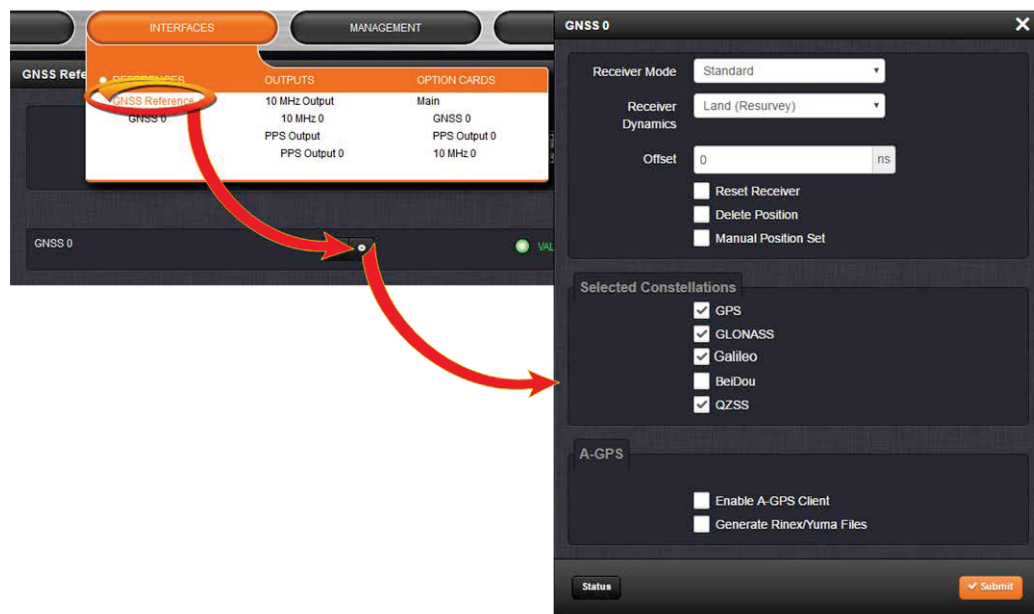 INTERFACES
MANAGEMENT
GNSS Refe
REFERENCES
OUTPUTS
OPTION CARDS
GNSS Reference
10 MHz Output
Main
GNSS 0
10 MHz 0
GNSS 0
PPS Output
PPS Output 0
PPS Output 0
10 MHz 0
GNSS 0
VAL
GNSS 0
Receiver Mode
Standard
Receiver
Dynamics
Land (Resurvey)
Offset
0
ns
Reset Receiver
Delete Position
Manual Position Set
Selected Constellations
GPS
GLONASS
Galileo
BeiDou
QZSS
A-GPS
Enable A-GPS Client
Generate Rinex/Yuma Files
Status
Submit